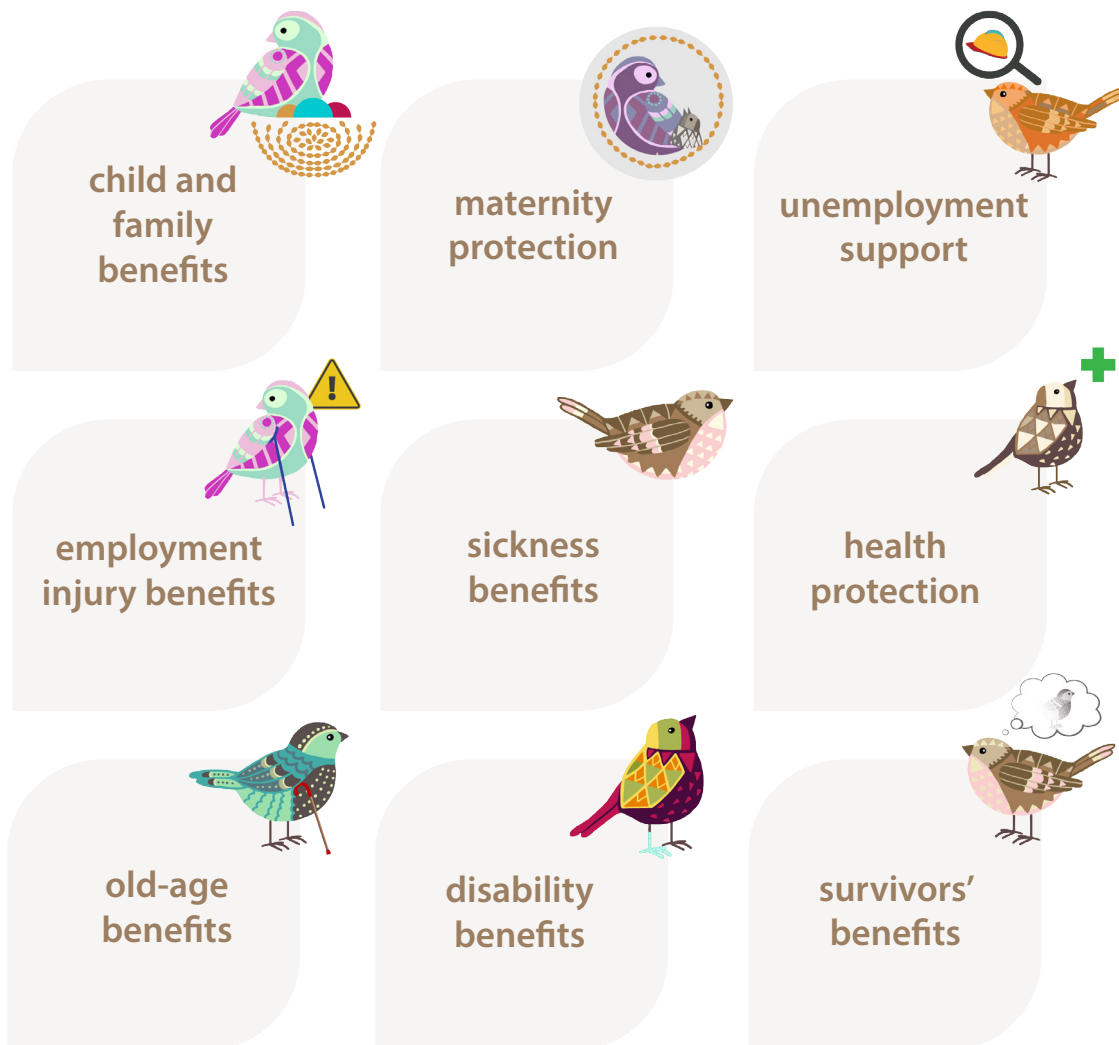 child and
family
benefits
maternity
protection
unemployment
support
employment
injury benefits
sickness
benefits
health
protection
old-age
benefits
disability
benefits
survivors’
benefits